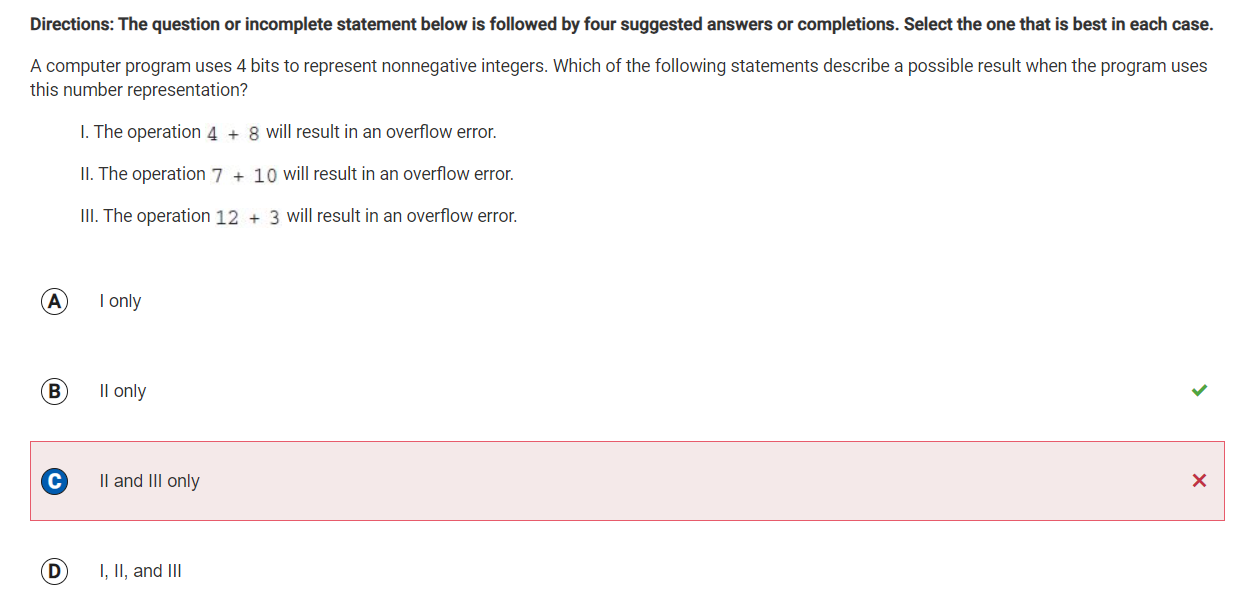 Directions: The question or incomplete statement below is followed by four suggested answers or completions. Select the one that is best in each case.
A computer program uses 4 bits to represent nonnegative integers. Which of the following statements describe a possible result when the program uses
this number representation?
I. The operation 4 + 8 will result in an overflow error.
II. The operation 7 + 10 will result in an overflow error.
III. The operation 12 + 3 will result in an overflow error.
A I only
B II only
C II and III only
D I, II, and III